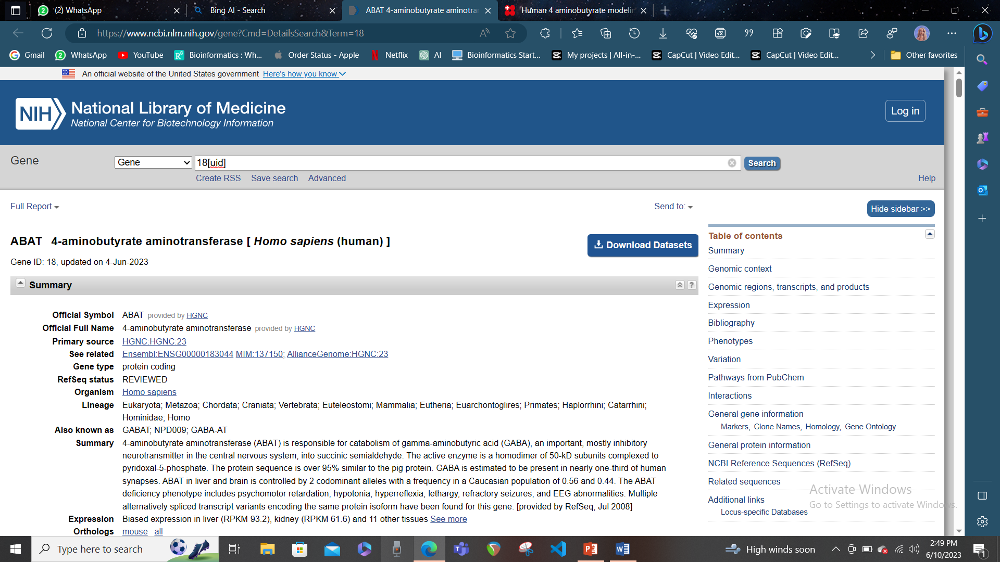 (2) WhatsApp
Bing AI - Search
ABAT 4-aminobutyrate aminotra
Human 4 aminobutyrate modelin
https://www.ncbi.nlm.nih.gov/gene?Cmd=DetailsSearch&Term=18
Gmail WhatsApp YouTube Bioinformatics : Wh... Order Status - Apple Netflix AI Bioinformatics Start... My projects | All-in-... CapCut | Video Edit... CapCut | Video Edit... Other favorites
An official website of the United States government Here's how you know
NIH National Library of Medicine
National Center for Biotechnology Information
Log in
Gene
Gene
18[uid]
Search
Create RSS Save search Advanced
Help
Full Report
Send to:
Hide sidebar >>
ABAT 4-aminobutyrate aminotransferase [ Homo sapiens (human) ]
Download Datasets
Gene ID: 18, updated on 4-Jun-2023
Summary
?
Official Symbol ABAT provided by HGNC
Official Full Name 4-aminobutyrate aminotransferase provided by HGNC
Primary source HGNC:HGNC:23
See related Ensembl:ENSG00000183044 MIM:137150; AllianceGenome:HGNC:23
Gene type protein coding
RefSeq status REVIEWED
Organism Homo sapiens
Lineage Eukaryota; Metazoa; Chordata; Craniata; Vertebrata; Euteleostomi; Mammalia; Eutheria; Euarchontoglires; Primates; Haplorrhini; Catarrhini;
Hominidae; Homo
Also known as GABAT; NPD009; GABA-AT
Summary 4-aminobutyrate aminotransferase (ABAT) is responsible for catabolism of gamma-aminobutyric acid (GABA), an important, mostly inhibitory
neurotransmitter in the central nervous system, into succinic semialdehyde. The active enzyme is a homodimer of 50-kD subunits complexed to
pyridoxal-5-phosphate. The protein sequence is over 95% similar to the pig protein. GABA is estimated to be present in nearly one-third of human
synapses. ABAT in liver and brain is controlled by 2 codominant alleles with a frequency in a Caucasian population of 0.56 and 0.44. The ABAT
deficiency phenotype includes psychomotor retardation, hypotonia, hyperreflexia, lethargy, refractory seizures, and EEG abnormalities. Multiple
alternatively spliced transcript variants encoding the same protein isoform have been found for this gene. [provided by RefSeq, Jul 2008]
Expression Biased expression in liver (RPKM 93.2), kidney (RPKM 61.6) and 11 other tissues See more
Orthologs mouse all
Table of contents
Summary
Genomic context
Genomic regions, transcripts, and products
Expression
Bibliography
Phenotypes
Variation
Pathways from PubChem
Interactions
General gene information
Markers, Clone Names, Homology, Gene Ontology
General protein information
NCBI Reference Sequences (RefSeq)
Related sequences
Additional links
Locus-specific Databases
Activate Windows
Go to Settings to activate Windows.
Type here to search
High winds soon
2:49 PM
6/10/2023
1